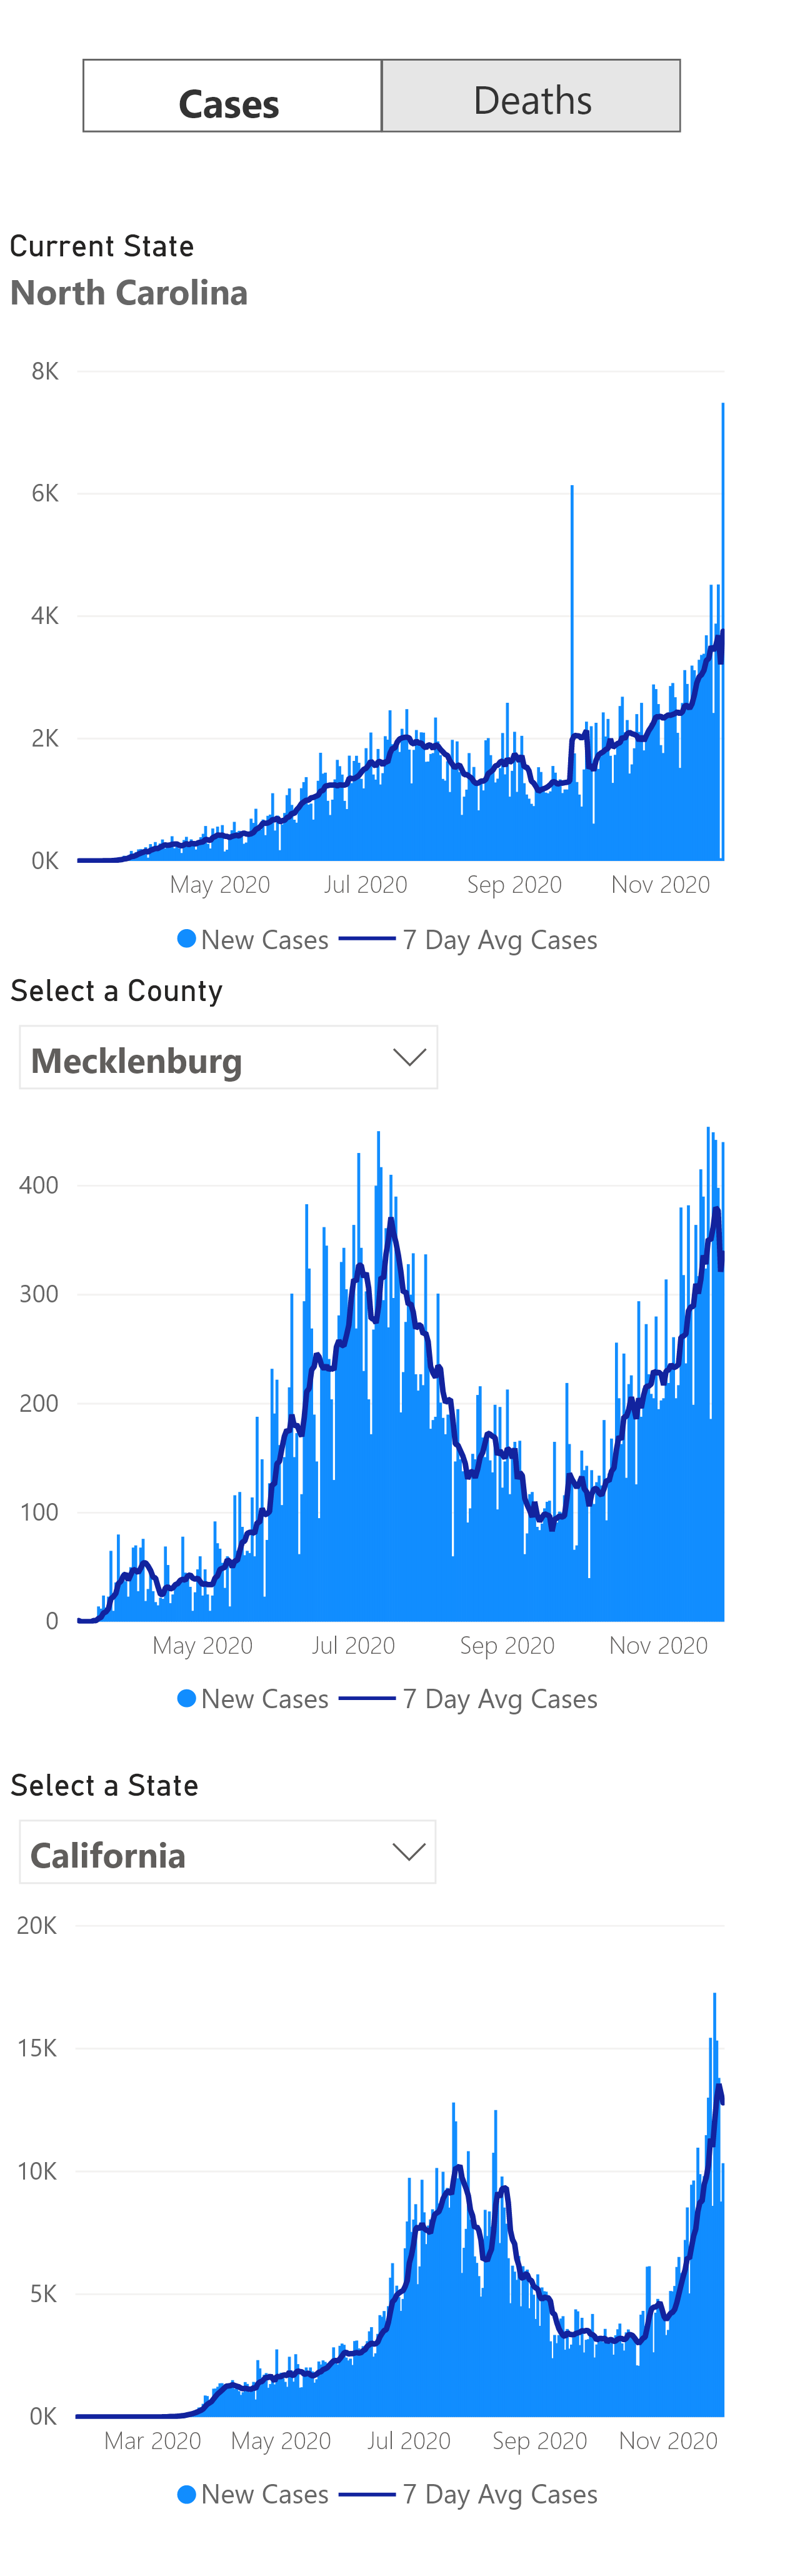 Cases Deaths
Current State
North Carolina
8K
6K
4K
2K
0K
May 2020 Jul 2020 Sep 2020 Nov 2020
New Cases 7 Day Avg Cases
Select a County
Mecklenburg
400
300
200
100
0
May 2020 Jul 2020 Sep 2020 Nov 2020
New Cases 7 Day Avg Cases
Select a State
California
20K
15K
10K
5K
0K
Mar 2020 May 2020 Jul 2020 Sep 2020 Nov 2020
New Cases 7 Day Avg Cases